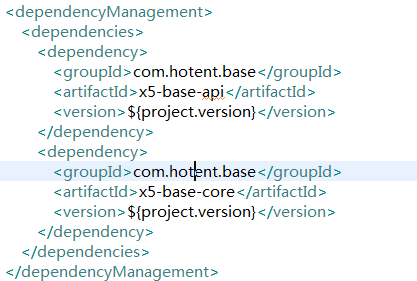 <dependencyManagement>
<dependencies>
<dependency>
<groupId>com.hotent.base</groupId>
<artifactId>x5-base-api</artifactId>
<version>${project.version}</version>
</dependency>
<dependency>
<groupId>com.hotent.base</groupId>
<artifactId>x5-base-core</artifactId>
<version>${project.version}</version>
</dependency>
</dependencies>
</dependencyManagement>